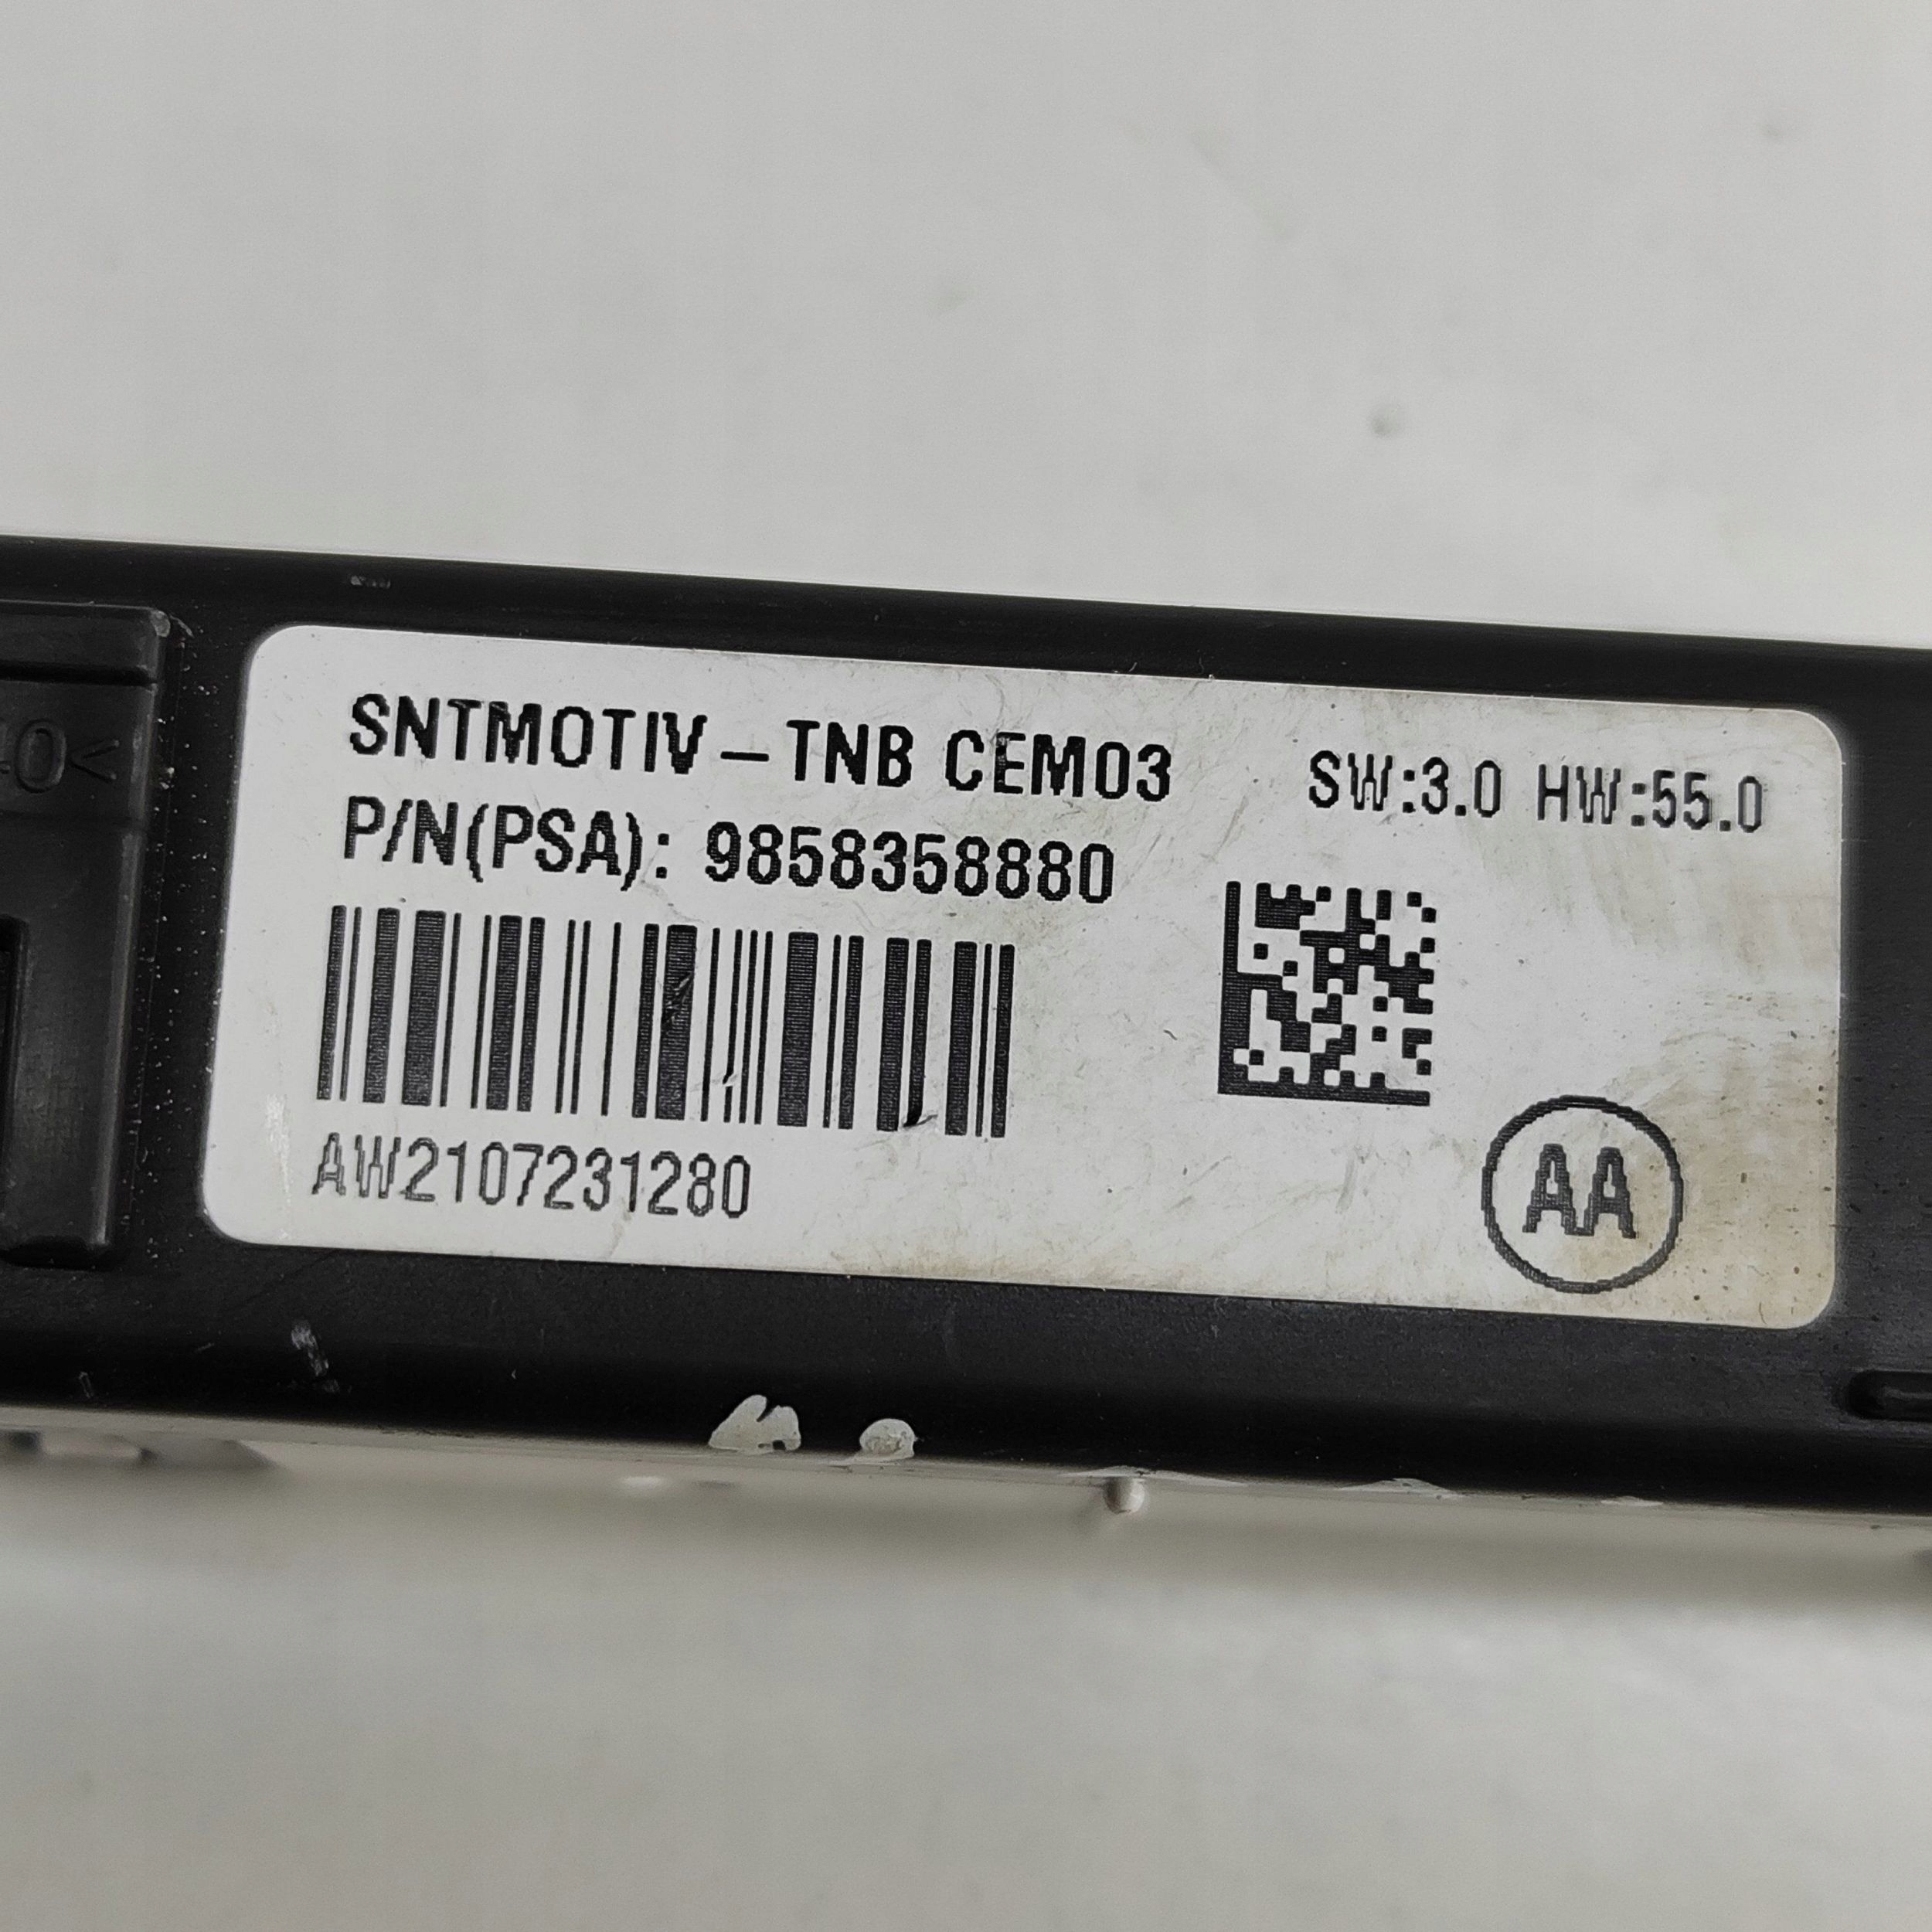 SNTMOTIV-TNB CEM03 SW:3.0 HW:55.0
P/N(PSA): 9858358880
AW2107231280
AA